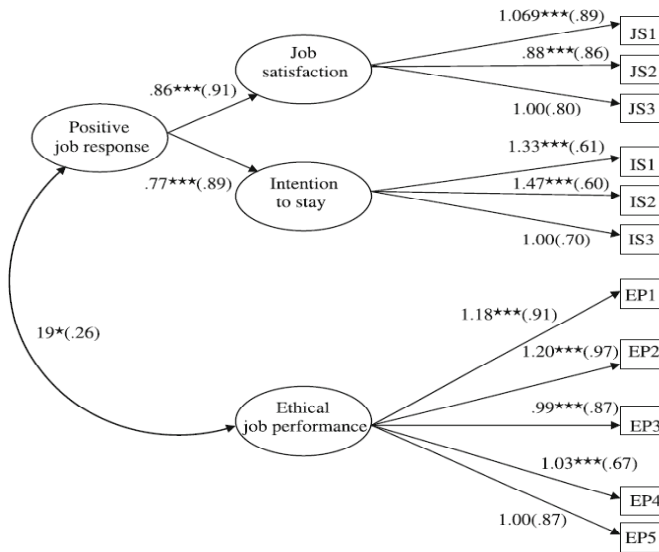 1.069★★★(.89)
JS1
Job
satisfaction
.88★★★(.86)
JS2
.86★★★(.91)
1.00(.80)
JS3
Positive
job response
1.33★★★(.61)
IS1
.77★★★(.89)
Intention
to stay
1.47★★★(.60)
IS2
1.00(.70)
IS3
EP1
1.18★★★(.91)
19★(.26)
1.20★★★(.97)
EP2
Ethical
job performance
.99★★★(.87)
EP3
1.03★★★(.67)
EP4
1.00(.87)
EP5